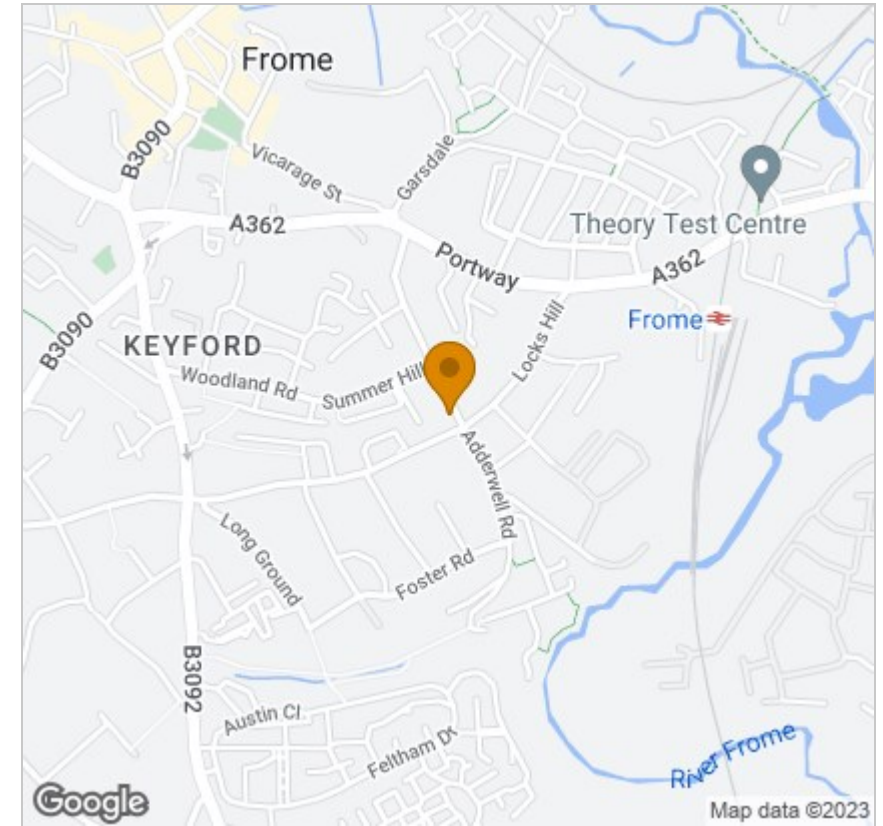 Frome
B3090
Vicarage St
Garsdale
A362
Theory Test Centre
Portway
A362
Frome
B3090
KEYFORD
Locks Hill
Woodland Rd
Summer Hill
Adderwell Rd
Long Ground
Foster Rd
B3092
Austin Cl
Feltham Dr
River Frome
Google
Map data ©2023